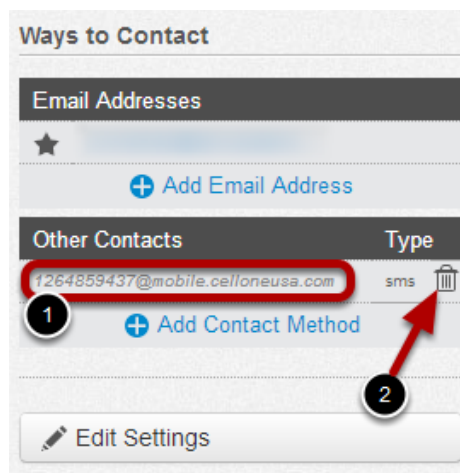 Ways to Contact
Email Addresses
Add Email Address
Other Contacts Type
1264859437@mobile.celloneusa.com sms
1
Add Contact Method
2
Edit Settings